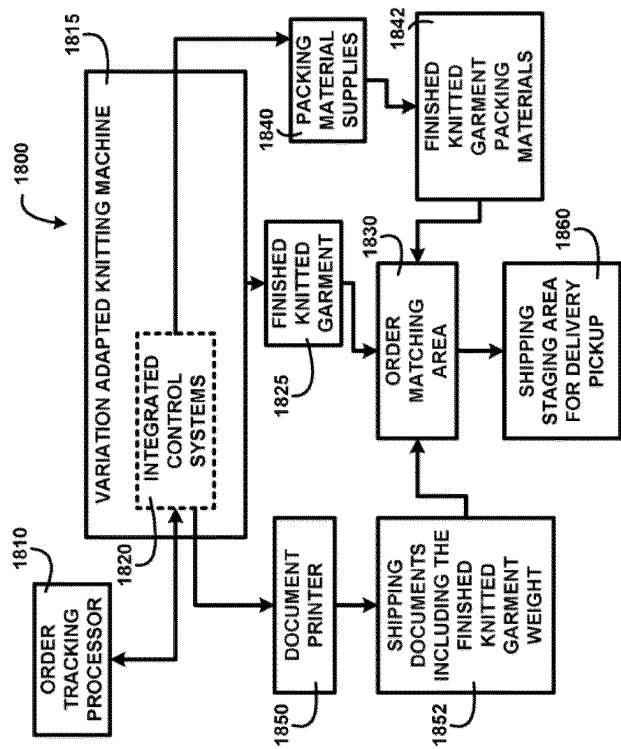 1800
1810
ORDER
TRACKING
PROCESSOR
VARIATION ADAPTED KNITTING MACHINE
1815
INTEGRATED
CONTROL
SYSTEMS
1820
PACKING
MATERIAL
SUPPLIES
1840
FINISHED
KNITTED
GARMENT
1825
DOCUMENT
PRINTER
1850
FINISHED
KNITTED
GARMENT
PACKING
MATERIALS
1842
ORDER
MATCHING
AREA
1830
SHIPPING
DOCUMENTS
INCLUDING THE
FINISHED
KNITTED
GARMENT
WEIGHT
1852
SHIPPING
STAGING AREA
FOR DELIVERY
PICKUP
1860